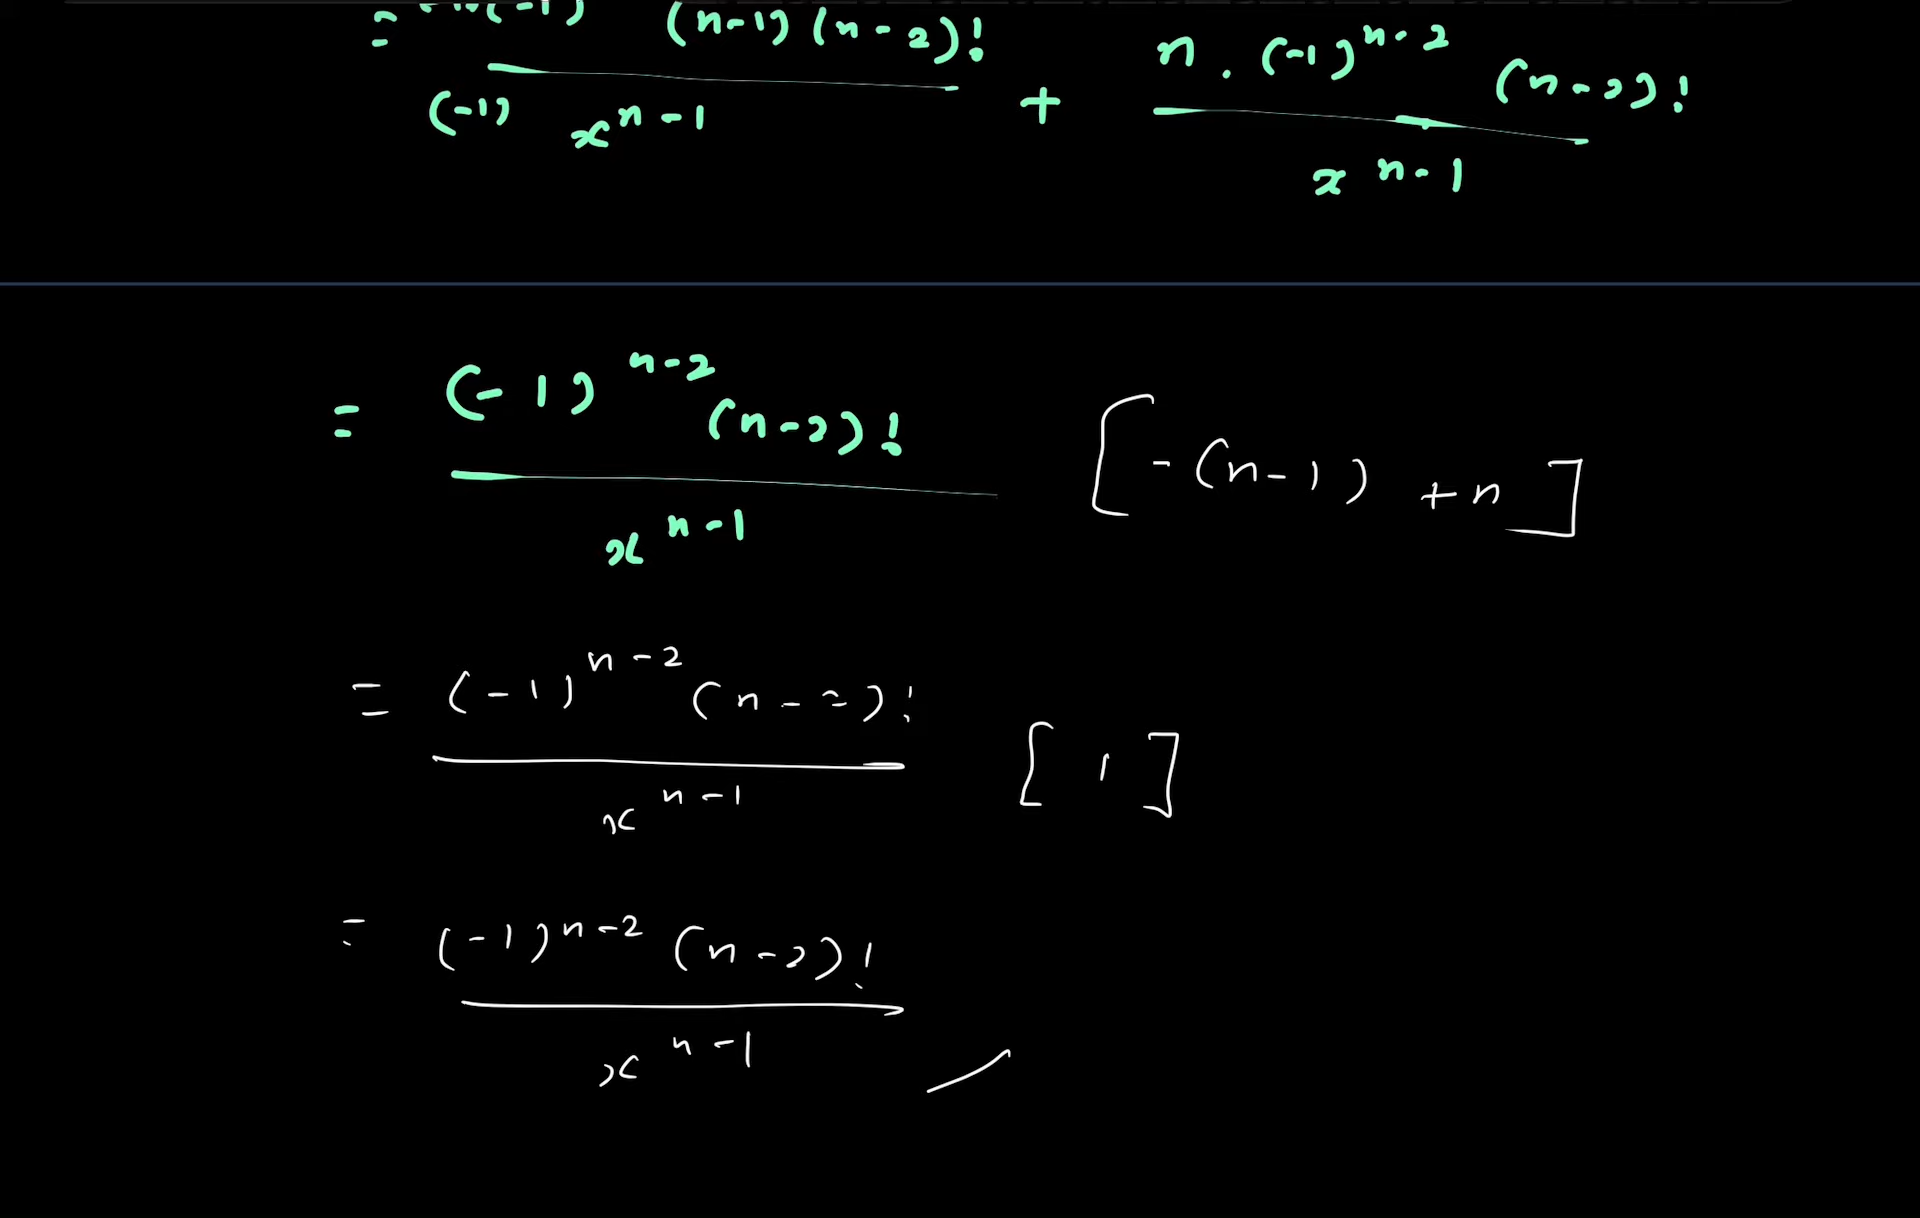 = (-1) (n-1) (n-2)! / (-1) x^{n-1} + n . (-1)^{n-2} (n-2)! / x^{n-1}
= (-1)^{n-2} (n-2)! / x^{n-1} [ -(n-1) + n ]
= (-1)^{n-2} (n-2)! / x^{n-1} [ 1 ]
= (-1)^{n-2} (n-2)! / x^{n-1}